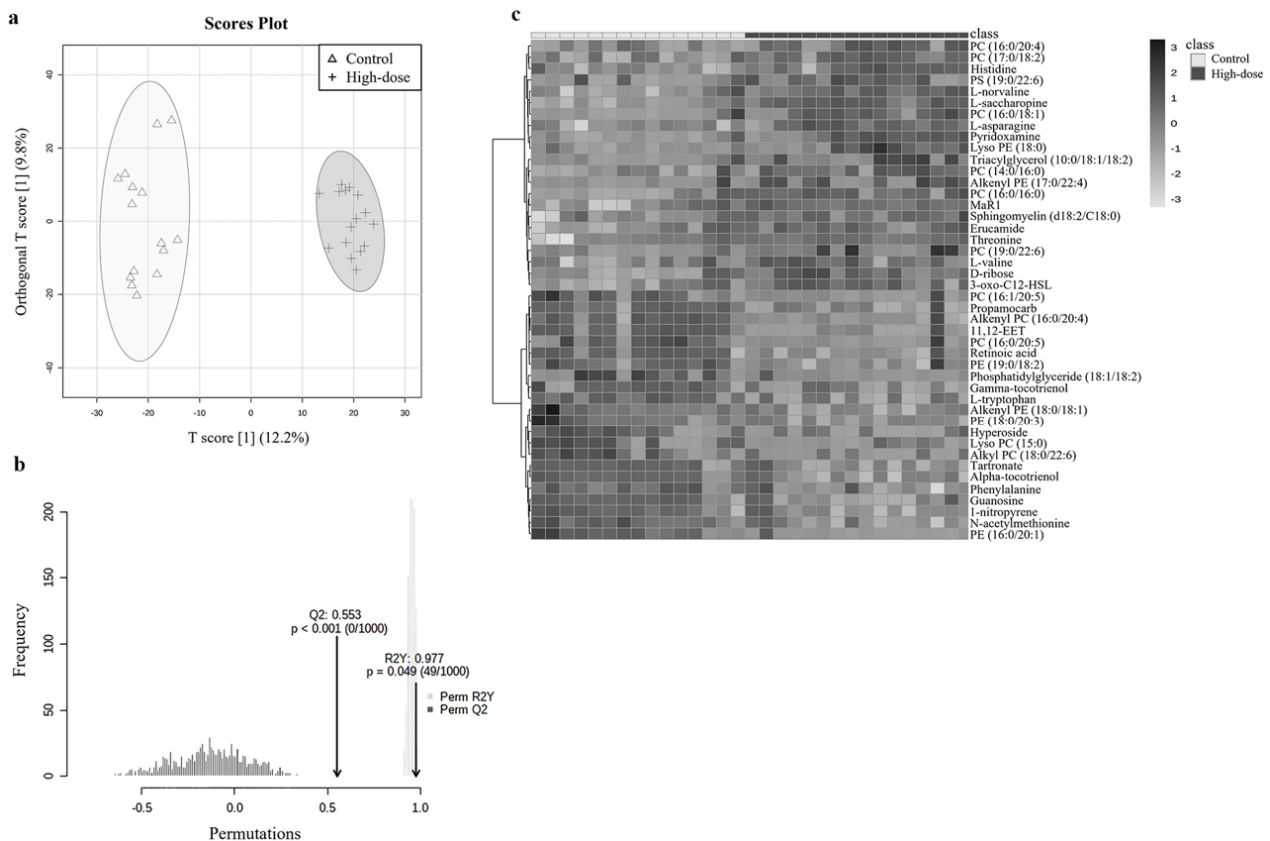 a
Scores Plot
Control
High-dose
40
20
0
-20
-40
Orthogonal T score [1] (9.8%)
-30
-20
-10
0
10
20
30
T score [1] (12.2%)
b
200
150
100
50
0
Frequency
Q2: 0.553
p < 0.001 (0/1000)
R2Y: 0.977
p = 0.049 (49/1000)
Perm R2Y
Perm Q2
-0.5
0.0
0.5
1.0
Permutations
c
class
PC (16:0/20:4)
PC (17:0/18:2)
Histidine
PS (19:0/22:6)
L-norvaline
L-saccharopine
PC (16:0/18:1)
L-asparagine
Pyridoxamine
Lyso PE (18:0)
Triacylglycerol (10:0/18:1/18:2)
PC (14:0/16:0)
Alkenyl PE (17:0/22:4)
PC (16:0/16:0)
MaR1
Sphingomyelin (d18:2/C18:0)
Erucamide
Threonine
PC (19:0/22:6)
L-valine
D-ribose
3-oxo-C12-HSL
PC (16:1/20:5)
Propamocarb
Alkenyl PC (16:0/20:4)
11,12-EET
PC (16:0/20:5)
Retinoic acid
PE (19:0/18:2)
Phosphatidylglyceride (18:1/18:2)
Gamma-tocotrienol
L-tryptophan
Alkenyl PE (18:0/18:1)
PE (18:0/20:3)
Hyperoside
Lyso PC (15:0)
Alkyl PC (18:0/22:6)
Tartronate
Alpha-tocotrienol
Phenylalanine
Guanosine
1-nitropyrene
N-acetylmethionine
PE (16:0/20:1)
3
2
1
0
-1
-2
-3
class
Control
High-dose